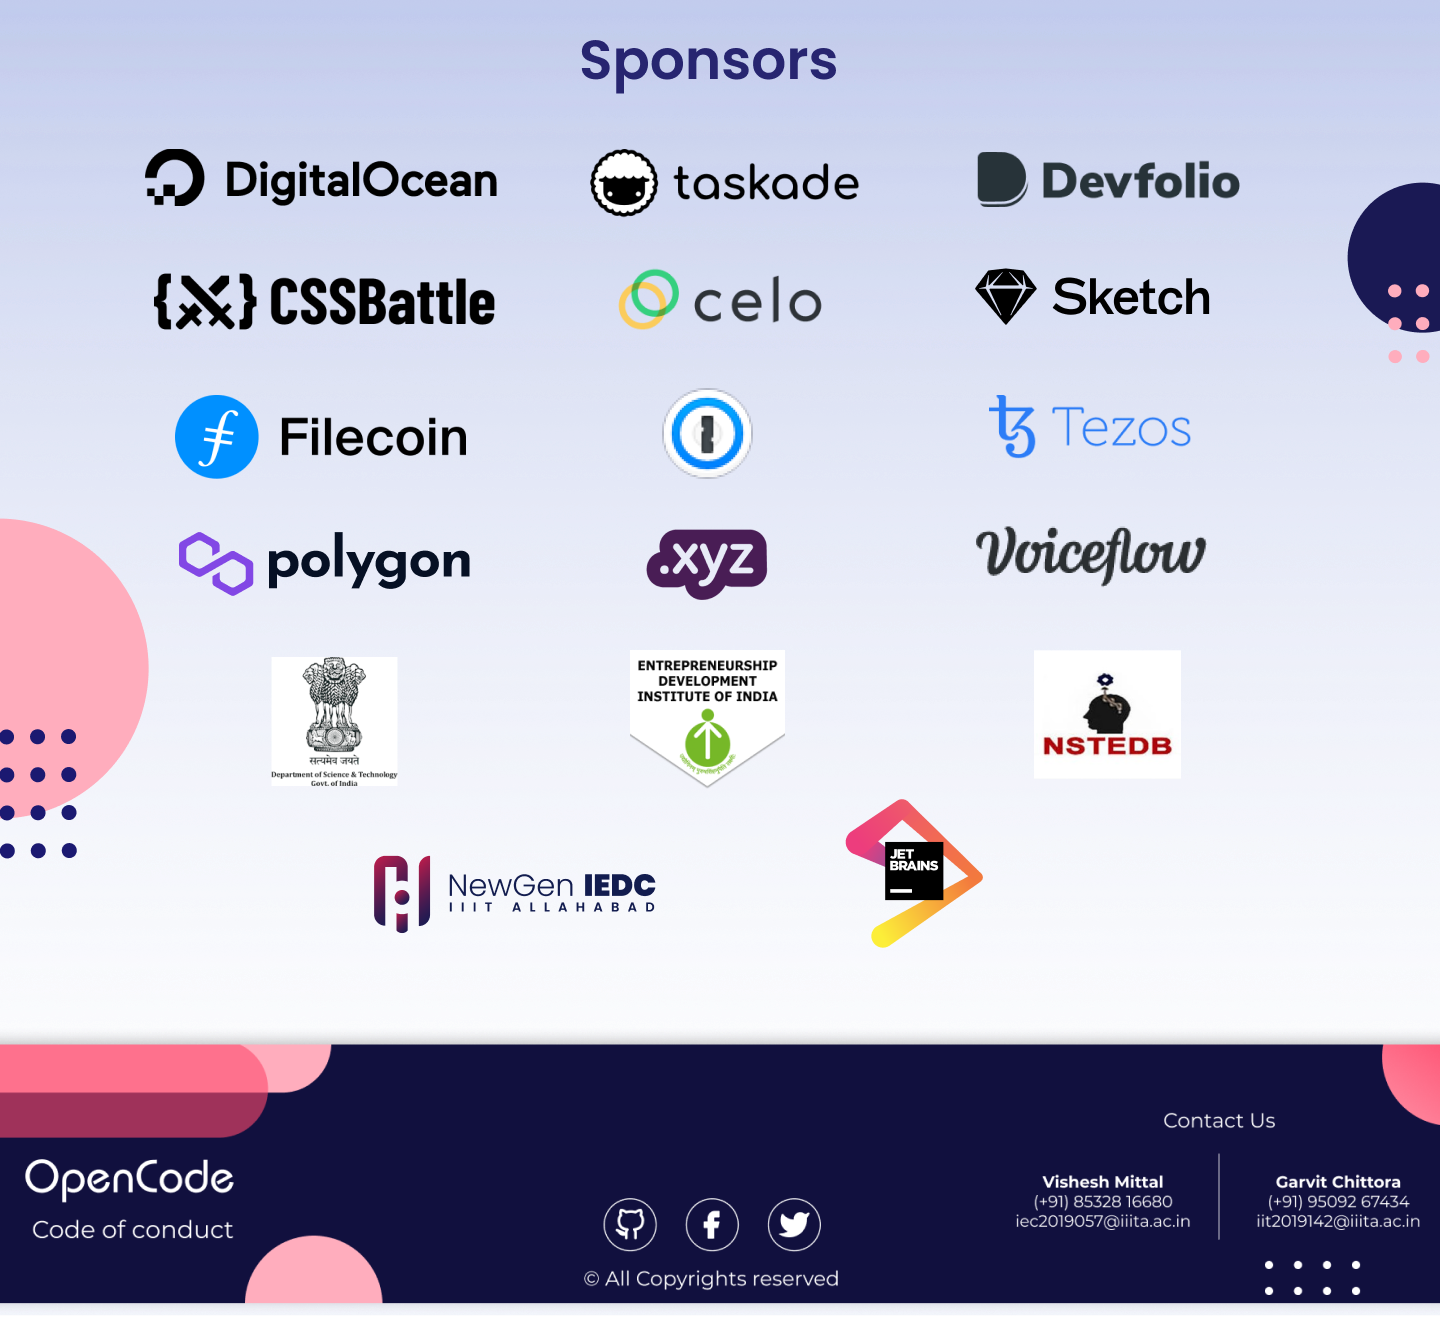 Sponsors
DigitalOcean
taskade
Devfolio
{ } CSSBattle
celo
Sketch
Filecoin
Tezos
polygon
.xyz
Voiceflow
सत्यमेव जयते
Department of Science & Technology
Govt. of India
ENTREPRENEURSHIP
DEVELOPMENT
INSTITUTE OF INDIA
NSTEDB
NewGen IEDC
IIIT ALLAHABAD
JET
BRAINS
OpenCode
Code of conduct
© All Copyrights reserved
Contact Us
Vishesh Mittal
(+91) 85328 16680
iec2019057@iiita.ac.in
Garvit Chittora
(+91) 95092 67434
iit2019142@iiita.ac.in